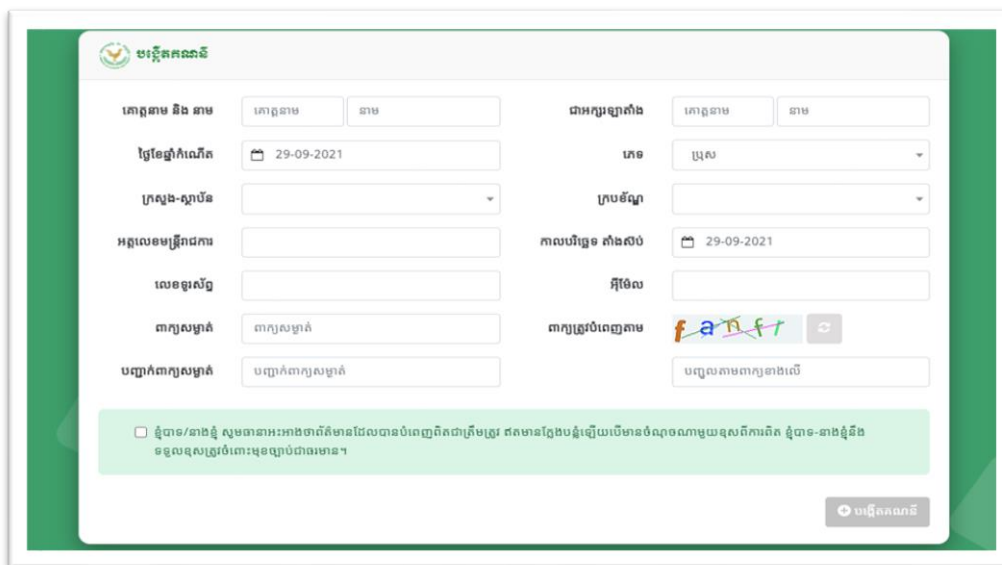 បង្កើតគណនី
គោត្តនាម និង នាម គោត្តនាម នាម ជាអក្សរឡាតាំង គោត្តនាម នាម
ថ្ងៃខែឆ្នាំកំណើត 29-09-2021 ភេទ ប្រុស
ក្រសួង-ស្ថាប័ន ក្របខ័ណ្ឌ
អត្តលេខមន្ត្រីរាជការ កាលបរិច្ឆេទ តាំងស៊ប់ 29-09-2021
លេខទូរស័ព្ទ អ៊ីម៉ែល
ពាក្យសម្ងាត់ ពាក្យសម្ងាត់ ពាក្យត្រូវបំពេញតាម
បញ្ជាក់ពាក្យសម្ងាត់ បញ្ជាក់ពាក្យសម្ងាត់ បញ្ចូលតាមពាក្យខាងលើ
ខ្ញុំបាទ/នាងខ្ញុំ សូមធានាអះអាងថាព័ត៌មានដែលបានបំពេញពិតជាត្រឹមត្រូវ ឥតមានក្លែងបន្លំឡើយបើមានចំណុចណាមួយខុសពីការពិត ខ្ញុំបាទ-នាងខ្ញុំនឹង
ទទួលខុសត្រូវចំពោះមុខច្បាប់ជាធរមាន។
បង្កើតគណនី